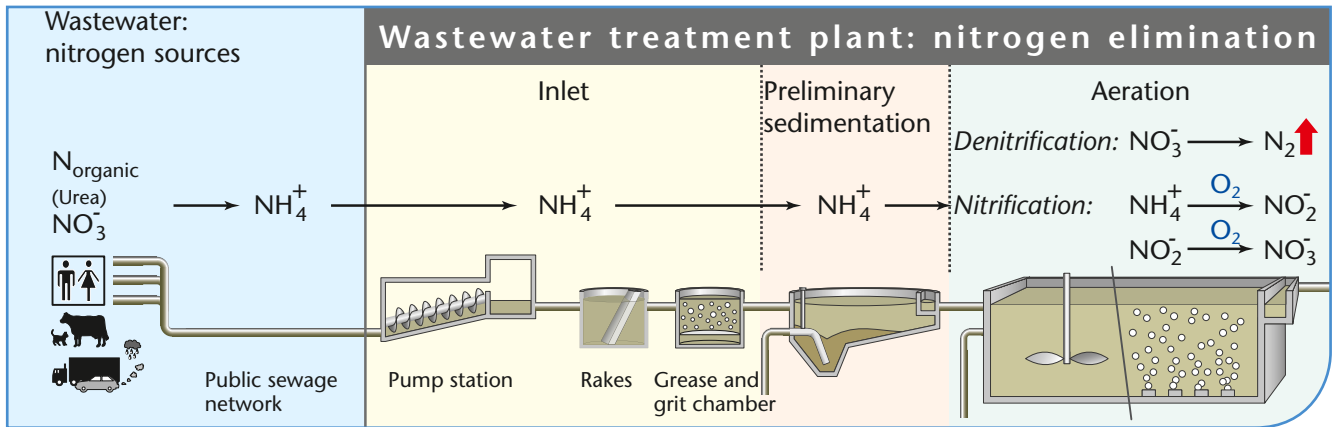 Wastewater:
nitrogen sources
Wastewater treatment plant: nitrogen elimination
Inlet
Preliminary
sedimentation
Aeration
Denitrification: NO₃⁻ → N₂
N organic
(Urea)
NO₃⁻
→ NH₄⁺ → NH₄⁺ → NH₄⁺ →
Nitrification: NH₄⁺ O₂ → NO₂⁻
NO₂⁻ O₂ → NO₃⁻
Public sewage
network
Pump station
Rakes
Grease and
grit chamber